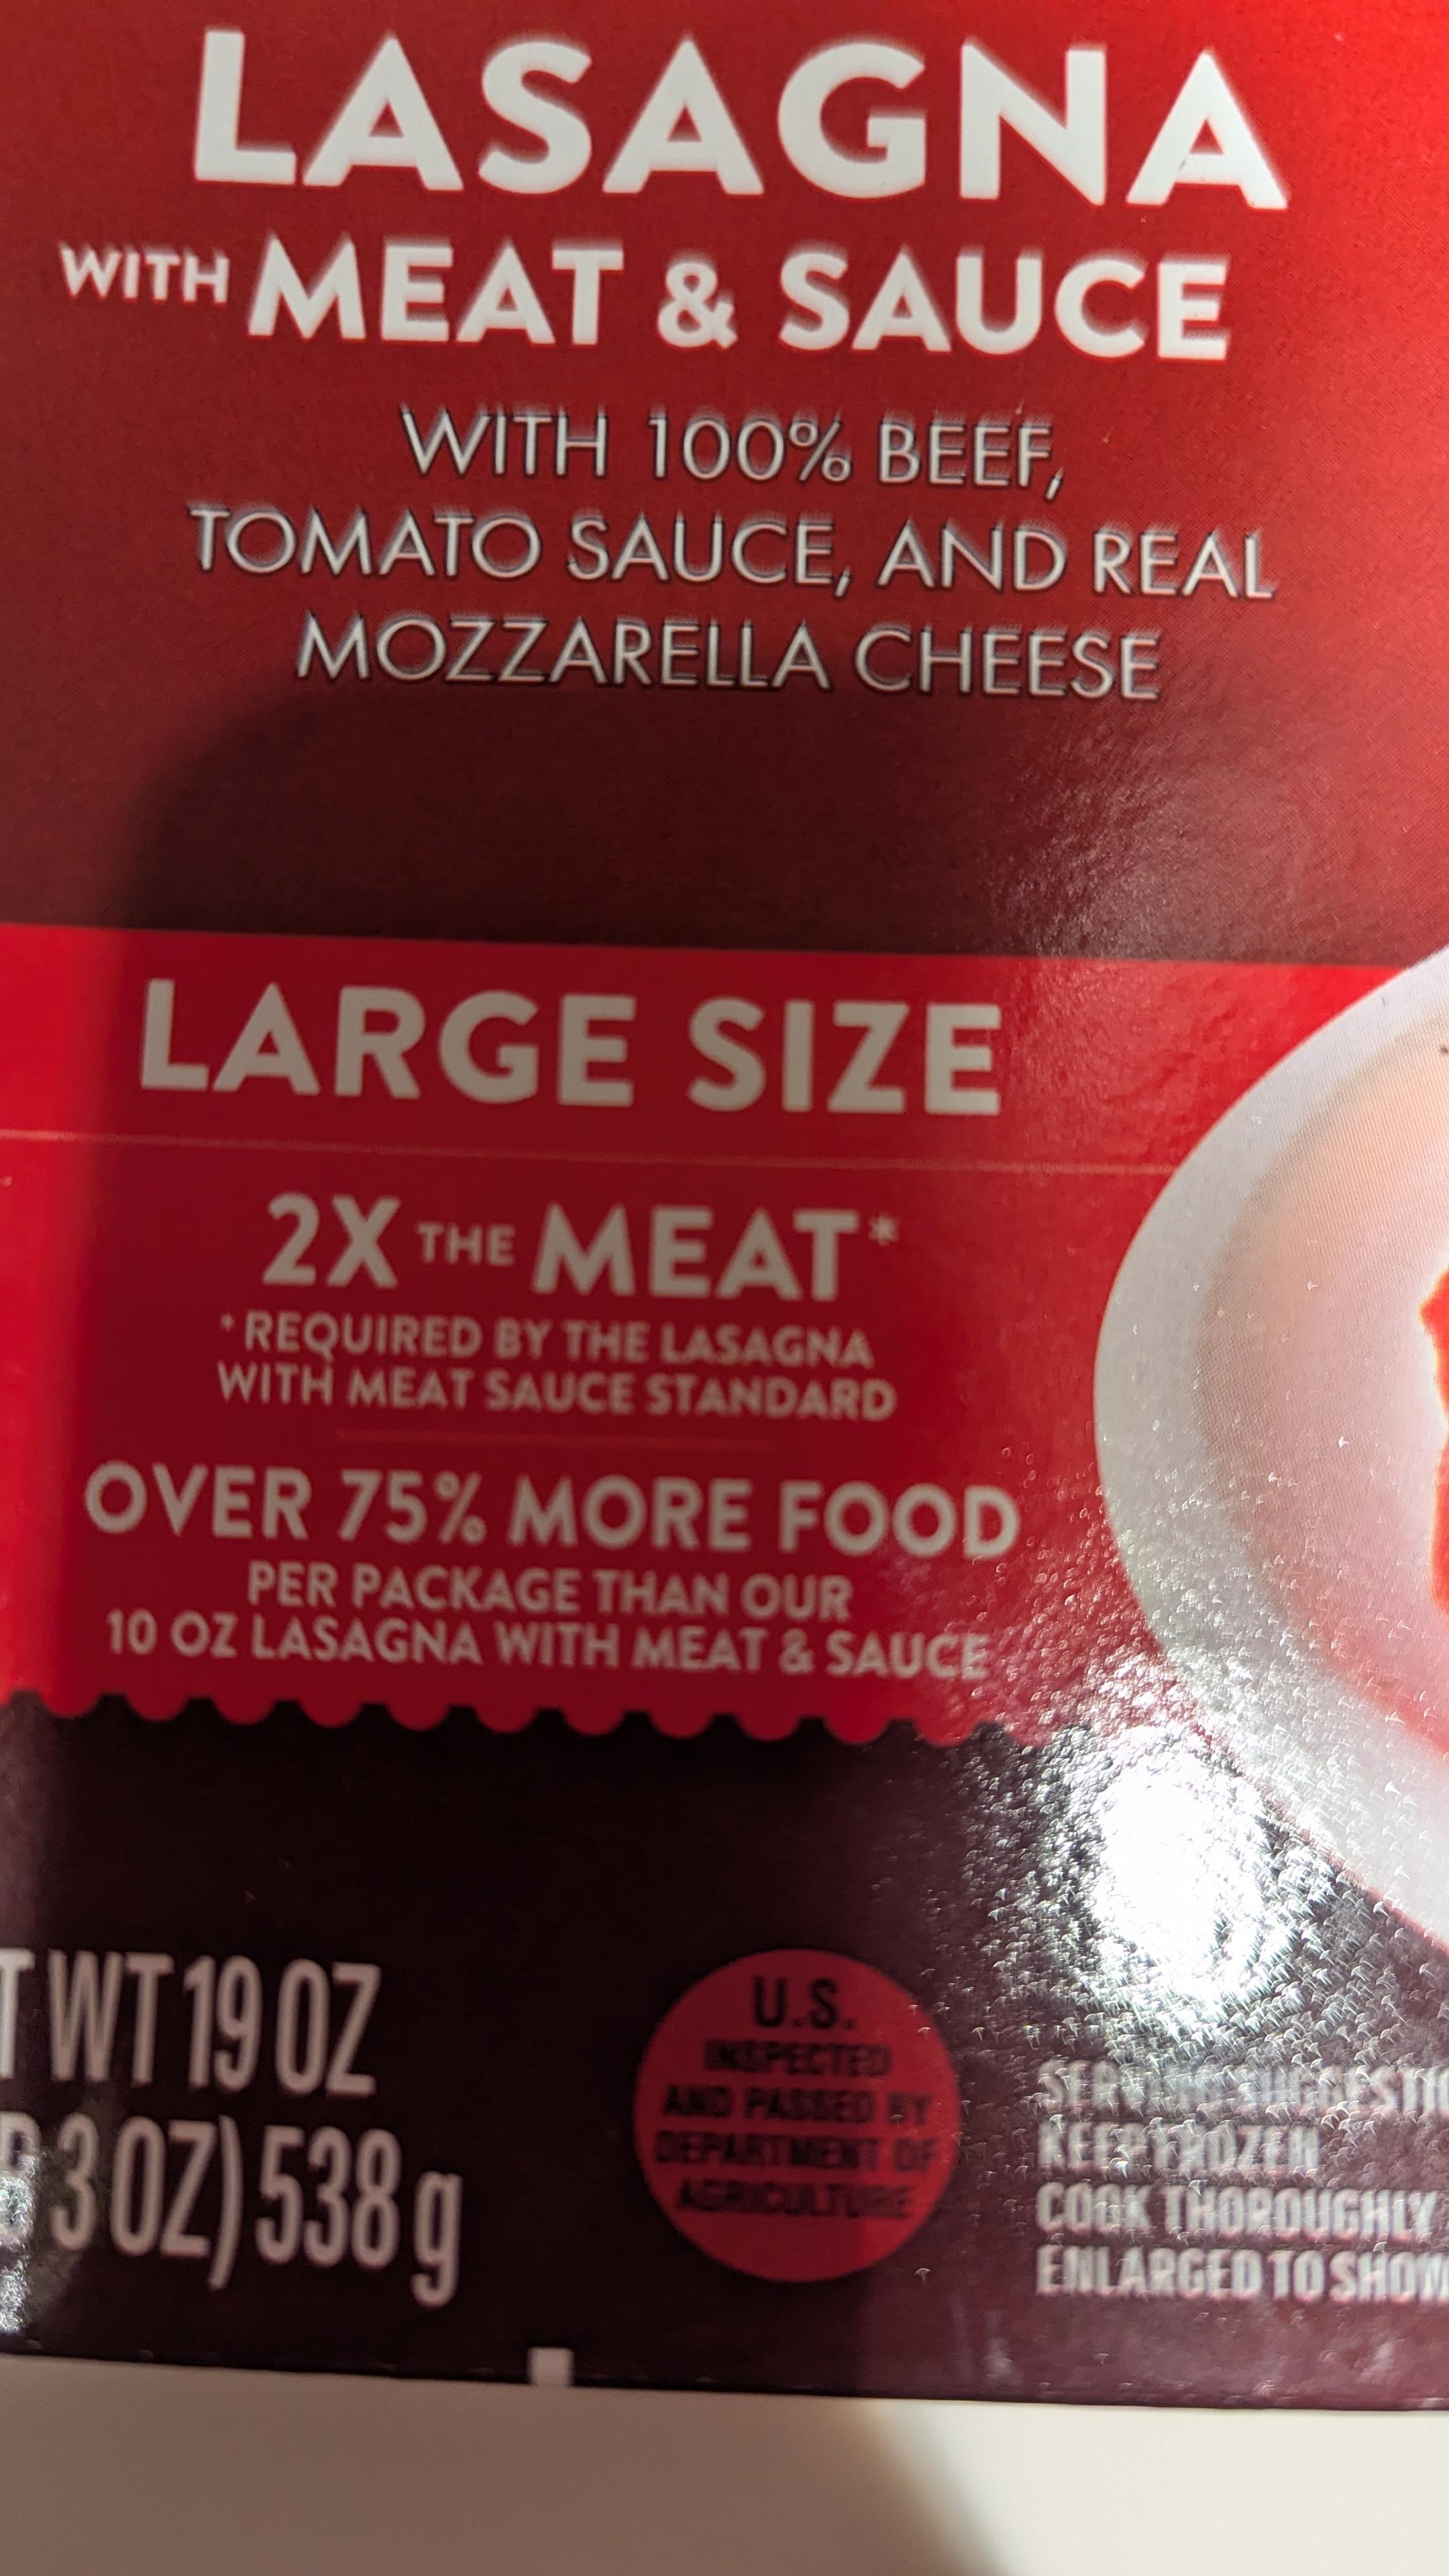 LASAGNA
WITH MEAT & SAUCE
WITH 100% BEEF,
TOMATO SAUCE, AND REAL
MOZZARELLA CHEESE
LARGE SIZE
2X THE MEAT*
*REQUIRED BY THE LASAGNA
WITH MEAT SAUCE STANDARD
OVER 75% MORE FOOD
PER PACKAGE THAN OUR
10 OZ LASAGNA WITH MEAT & SAUCE
T WT 19 OZ
B 3 OZ) 538 g
U.S.
INSPECTED
AND PASSED BY
DEPARTMENT OF
AGRICULTURE
KEEP FROZEN
COOK THOROUGHLY
ENLARGED TO SHOW